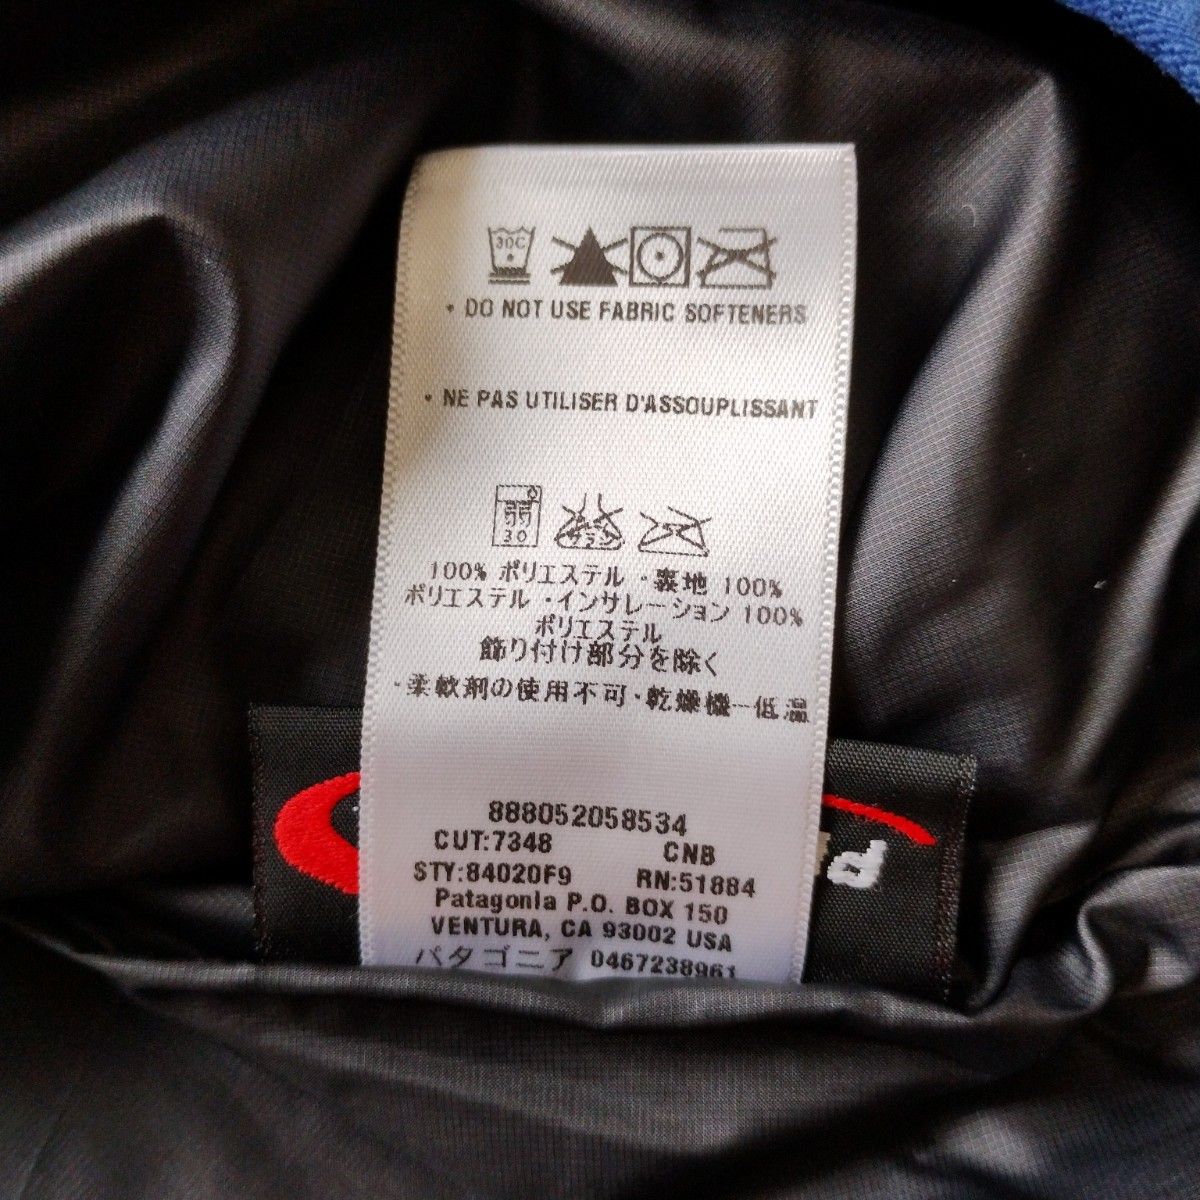 30C
• DO NOT USE FABRIC SOFTENERS
• NE PAS UTILISER D'ASSOUPLISSANT
弱
30
100% ポリエステル ・裏地 100%
ポリエステル ・インサレーション 100%
ポリエステル
飾り付け部分を除く
・柔軟剤の使用不可・乾燥機ー低温
888052058534
CUT:7348 CNB
STY:84020F9 RN:51884
Patagonia P.O. BOX 150
VENTURA, CA 93002 USA
パタゴニア 0467238961